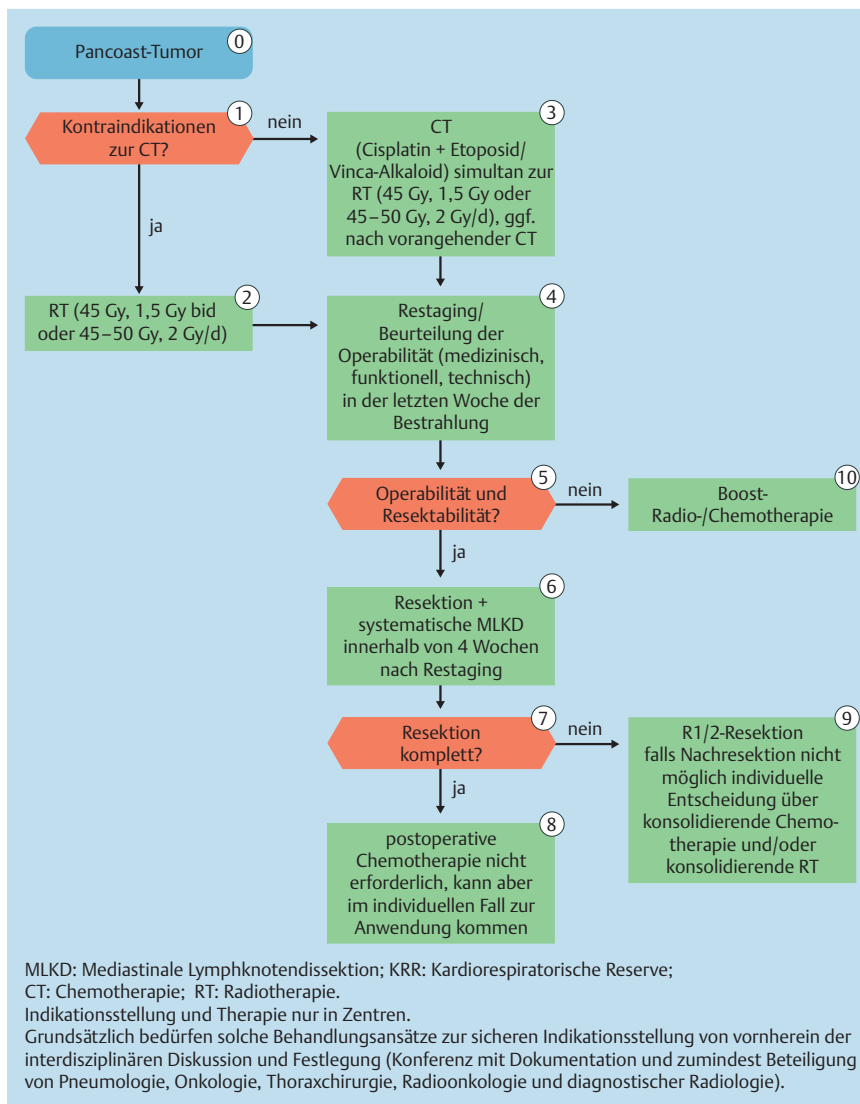 0
Pancoast-Tumor
1
Kontraindikationen
zur CT?
nein
ja
3
CT
(Cisplatin + Etoposid/
Vinca-Alkaloid) simultan zur
RT (45 Gy, 1,5 Gy oder
45–50 Gy, 2 Gy/d), ggf.
nach vorangehender CT
2
RT (45 Gy, 1,5 Gy bid
oder 45–50 Gy, 2 Gy/d)
4
Restaging/
Beurteilung der
Operabilität (medizinisch,
funktionell, technisch)
in der letzten Woche der
Bestrahlung
5
Operabilität und
Resektabilität?
nein
ja
10
Boost-
Radio-/Chemotherapie
6
Resektion +
systematische MLKD
innerhalb von 4 Wochen
nach Restaging
7
Resektion
komplett?
nein
ja
9
R1/2-Resektion
falls Nachresektion nicht
möglich individuelle
Entscheidung über
konsolidierende Chemo-
therapie und/oder
konsolidierende RT
8
postoperative
Chemotherapie nicht
erforderlich, kann aber
im individuellen Fall zur
Anwendung kommen
MLKD: Mediastinale Lymphknotendissektion; KRR: Kardiorespiratorische Reserve;
CT: Chemotherapie; RT: Radiotherapie.
Indikationsstellung und Therapie nur in Zentren.
Grundsätzlich bedürfen solche Behandlungsansätze zur sicheren Indikationsstellung von vornherein der
interdisziplinären Diskussion und Festlegung (Konferenz mit Dokumentation und zumindest Beteiligung
von Pneumologie, Onkologie, Thoraxchirurgie, Radioonkologie und diagnostischer Radiologie).